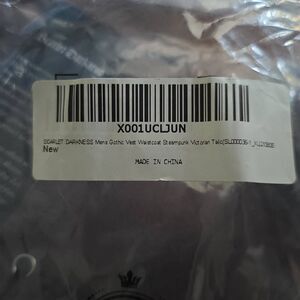 X001UCLJUN
SCARLET DARKNESS Mens Gothic Vest Waistcoat Steampunk Victorian
New
MADE IN CHINA